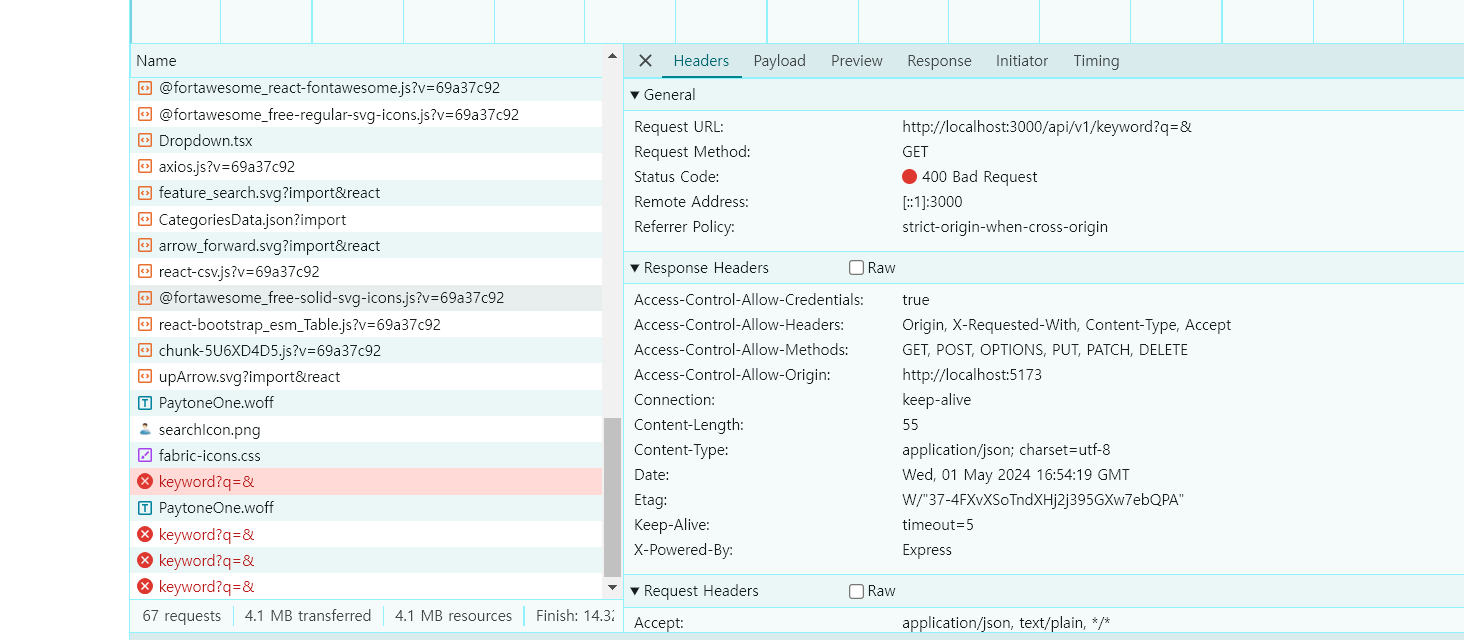 Name
@fortawesome_react-fontawesome.js?v=69a37c92
@fortawesome_free-regular-svg-icons.js?v=69a37c92
Dropdown.tsx
axios.js?v=69a37c92
feature_search.svg?import&react
CategoriesData.json?import
arrow_forward.svg?import&react
react-csv.js?v=69a37c92
@fortawesome_free-solid-svg-icons.js?v=69a37c92
react-bootstrap_esm_Table.js?v=69a37c92
chunk-5U6XD4D5.js?v=69a37c92
upArrow.svg?import&react
PaytoneOne.woff
searchIcon.png
fabric-icons.css
keyword?q=&
PaytoneOne.woff
keyword?q=&
keyword?q=&
keyword?q=&
67 requests 4.1 MB transferred 4.1 MB resources Finish: 14.32
Headers Payload Preview Response Initiator Timing
General
Request URL: http://localhost:3000/api/v1/keyword?q=&
Request Method: GET
Status Code: 400 Bad Request
Remote Address: [::1]:3000
Referrer Policy: strict-origin-when-cross-origin
Response Headers Raw
Access-Control-Allow-Credentials: true
Access-Control-Allow-Headers: Origin, X-Requested-With, Content-Type, Accept
Access-Control-Allow-Methods: GET, POST, OPTIONS, PUT, PATCH, DELETE
Access-Control-Allow-Origin: http://localhost:5173
Connection: keep-alive
Content-Length: 55
Content-Type: application/json; charset=utf-8
Date: Wed, 01 May 2024 16:54:19 GMT
Etag: W/"37-4FXvXSoTndXHj2j395GXw7ebQPA"
Keep-Alive: timeout=5
X-Powered-By: Express
Request Headers Raw
Accept: application/json, text/plain, */*